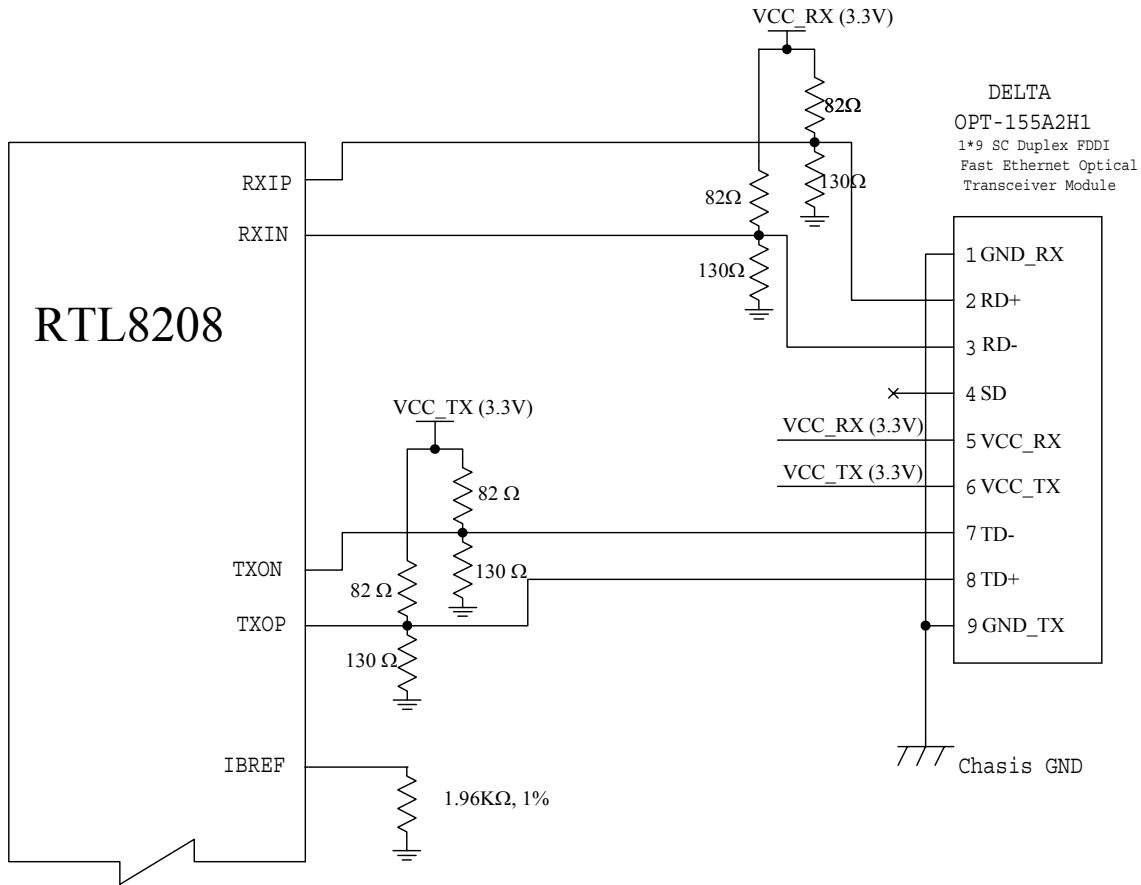 VCC_RX (3.3V)
82Ω
DELTA
OPT-155A2H1
1*9 SC Duplex FDDI
Fast Ethernet Optical
Transceiver Module
RXIP
130Ω
82Ω
RXIN
1 GND_RX
130Ω
2 RD+
RTL8208
3 RD-
4 SD
VCC_TX (3.3V)
VCC_RX (3.3V)
5 VCC_RX
VCC_TX (3.3V)
6 VCC_TX
82 Ω
7 TD-
TXON
130 Ω
8 TD+
82 Ω
TXOP
9 GND_TX
130 Ω
IBREF
Chasis GND
1.96KΩ, 1%